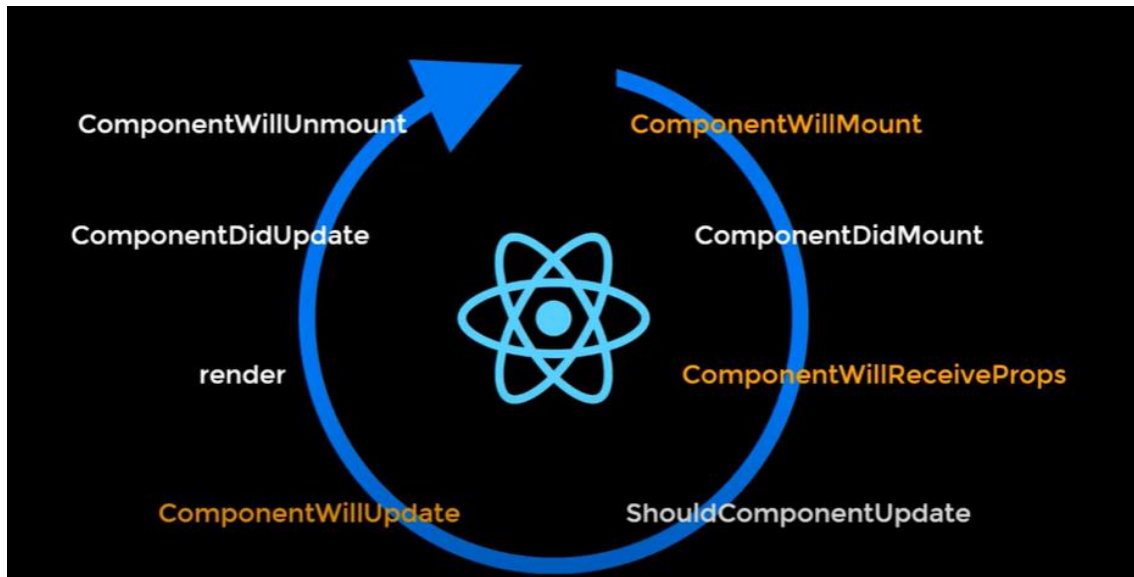 ComponentWillUnmount
ComponentWillMount
ComponentDidUpdate
ComponentDidMount
render
ComponentWillReceiveProps
ComponentWillUpdate
ShouldComponentUpdate